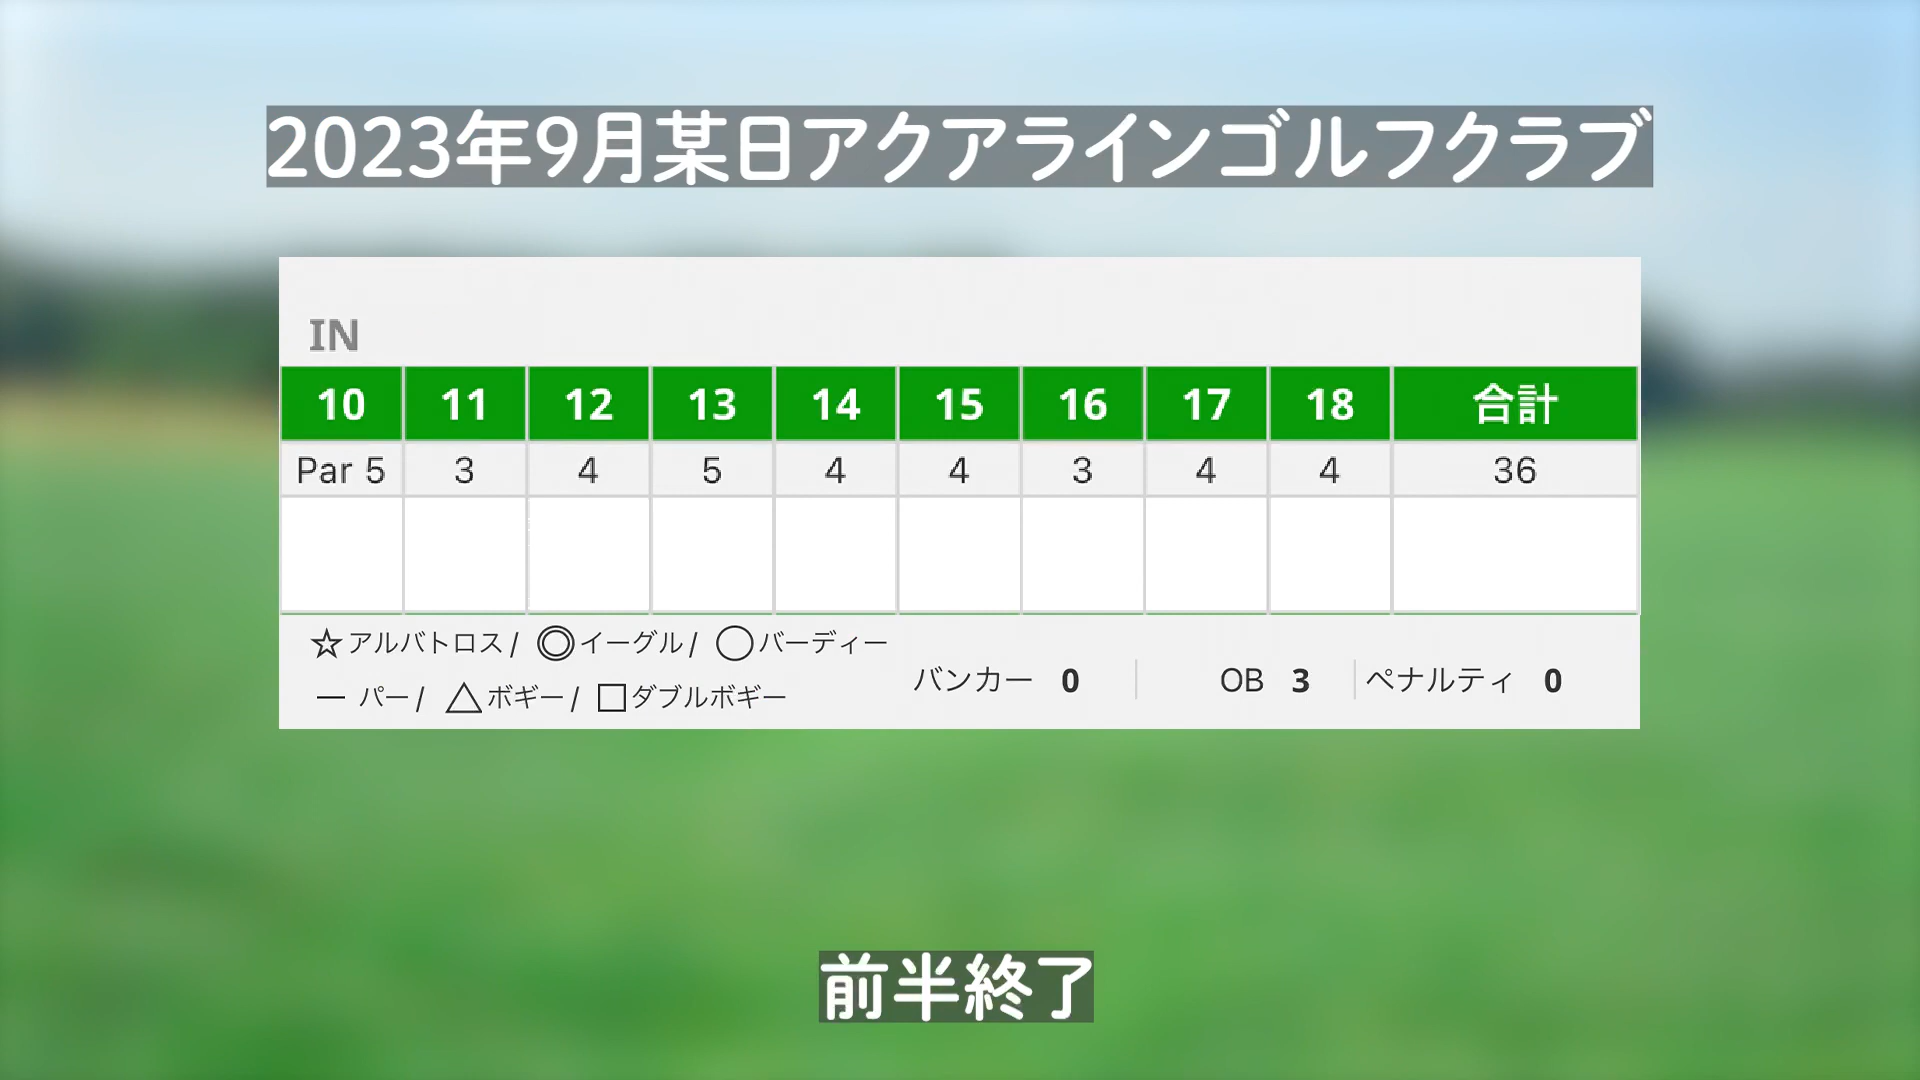 2023年9月某日アクアラインゴルフクラブ
IN
10 11 12 13 14 15 16 17 18 合計
Par 5 3 4 5 4 4 3 4 4 36
☆アルバトロス/ ◎イーグル/ ○バーディー
— パー/ △ボギー/ □ダブルボギー
バンカー 0 OB 3 ペナルティ 0
前半終了